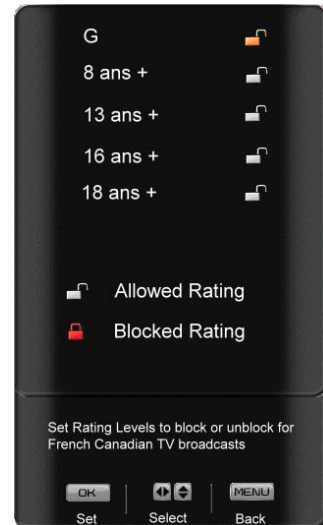 G
8 ans +
13 ans +
16 ans +
18 ans +
Allowed Rating
Blocked Rating
Set Rating Levels to block or unblock for
French Canadian TV broadcasts
OK MENU
Set Select Back